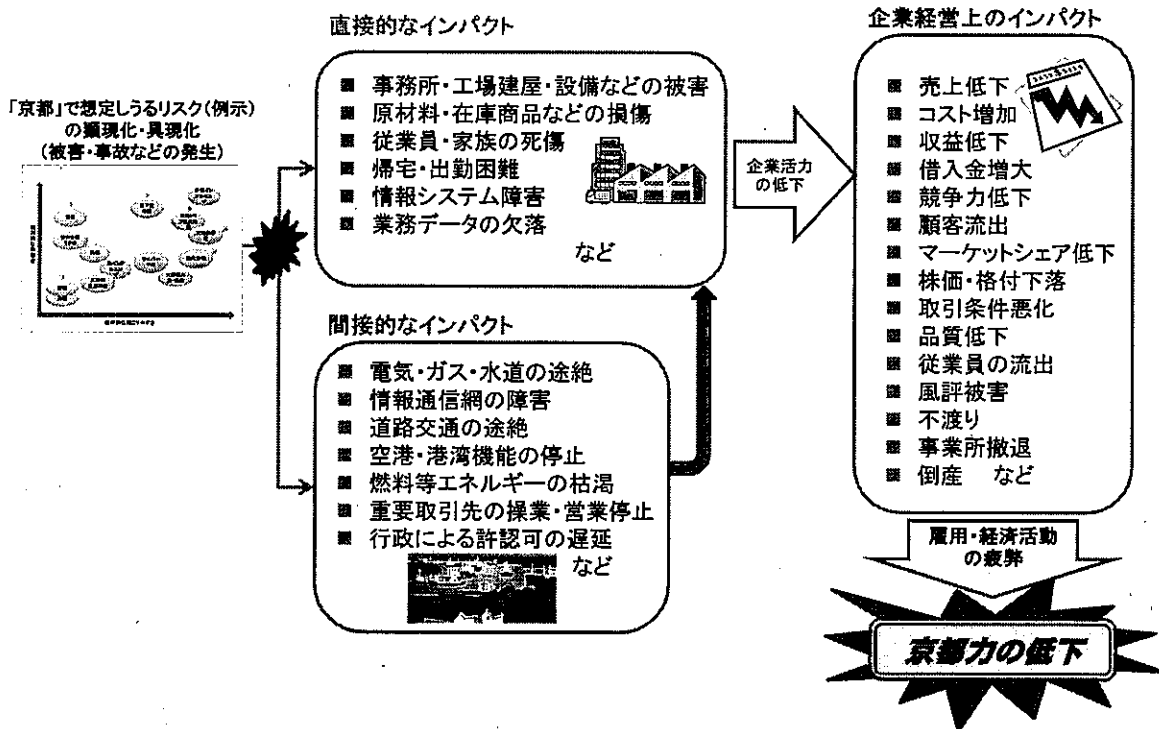 直接的なインパクト
■ 事務所・工場建屋・設備などの被害
■ 原材料・在庫商品などの損傷
■ 従業員・家族の死傷
■ 帰宅・出勤困難
■ 情報システム障害
■ 業務データの欠落
など
「京都」で想定しうるリスク(例示)
の顕現化・具現化
(被害・事故などの発生)
間接的なインパクト
■ 電気・ガス・水道の途絶
■ 情報通信網の障害
■ 道路交通の途絶
■ 空港・港湾機能の停止
■ 燃料等エネルギーの枯渇
■ 重要取引先の操業・営業停止
■ 行政による許認可の遅延
など
企業活力
の低下
企業経営上のインパクト
■ 売上低下
■ コスト増加
■ 収益低下
■ 借入金増大
■ 競争力低下
■ 顧客流出
■ マーケットシェア低下
■ 株価・格付下落
■ 取引条件悪化
■ 品質低下
■ 従業員の流出
■ 風評被害
■ 不渡り
■ 事業所撤退
■ 倒産 など
雇用・経済活動
の疲弊
京都力の低下